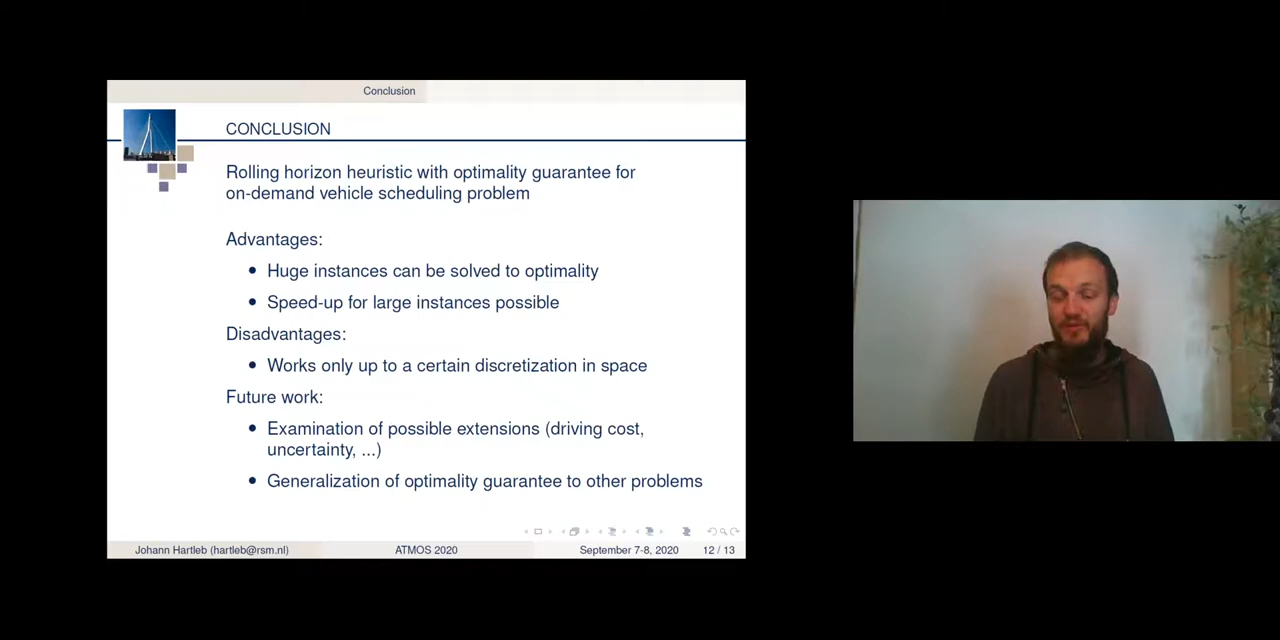 Conclusion
CONCLUSION
Rolling horizon heuristic with optimality guarantee for
on-demand vehicle scheduling problem
Advantages:
• Huge instances can be solved to optimality
• Speed-up for large instances possible
Disadvantages:
• Works only up to a certain discretization in space
Future work:
• Examination of possible extensions (driving cost,
uncertainty, ...)
• Generalization of optimality guarantee to other problems
Johann Hartleb (hartleb@rsm.nl) ATMOS 2020 September 7-8, 2020 12 / 13